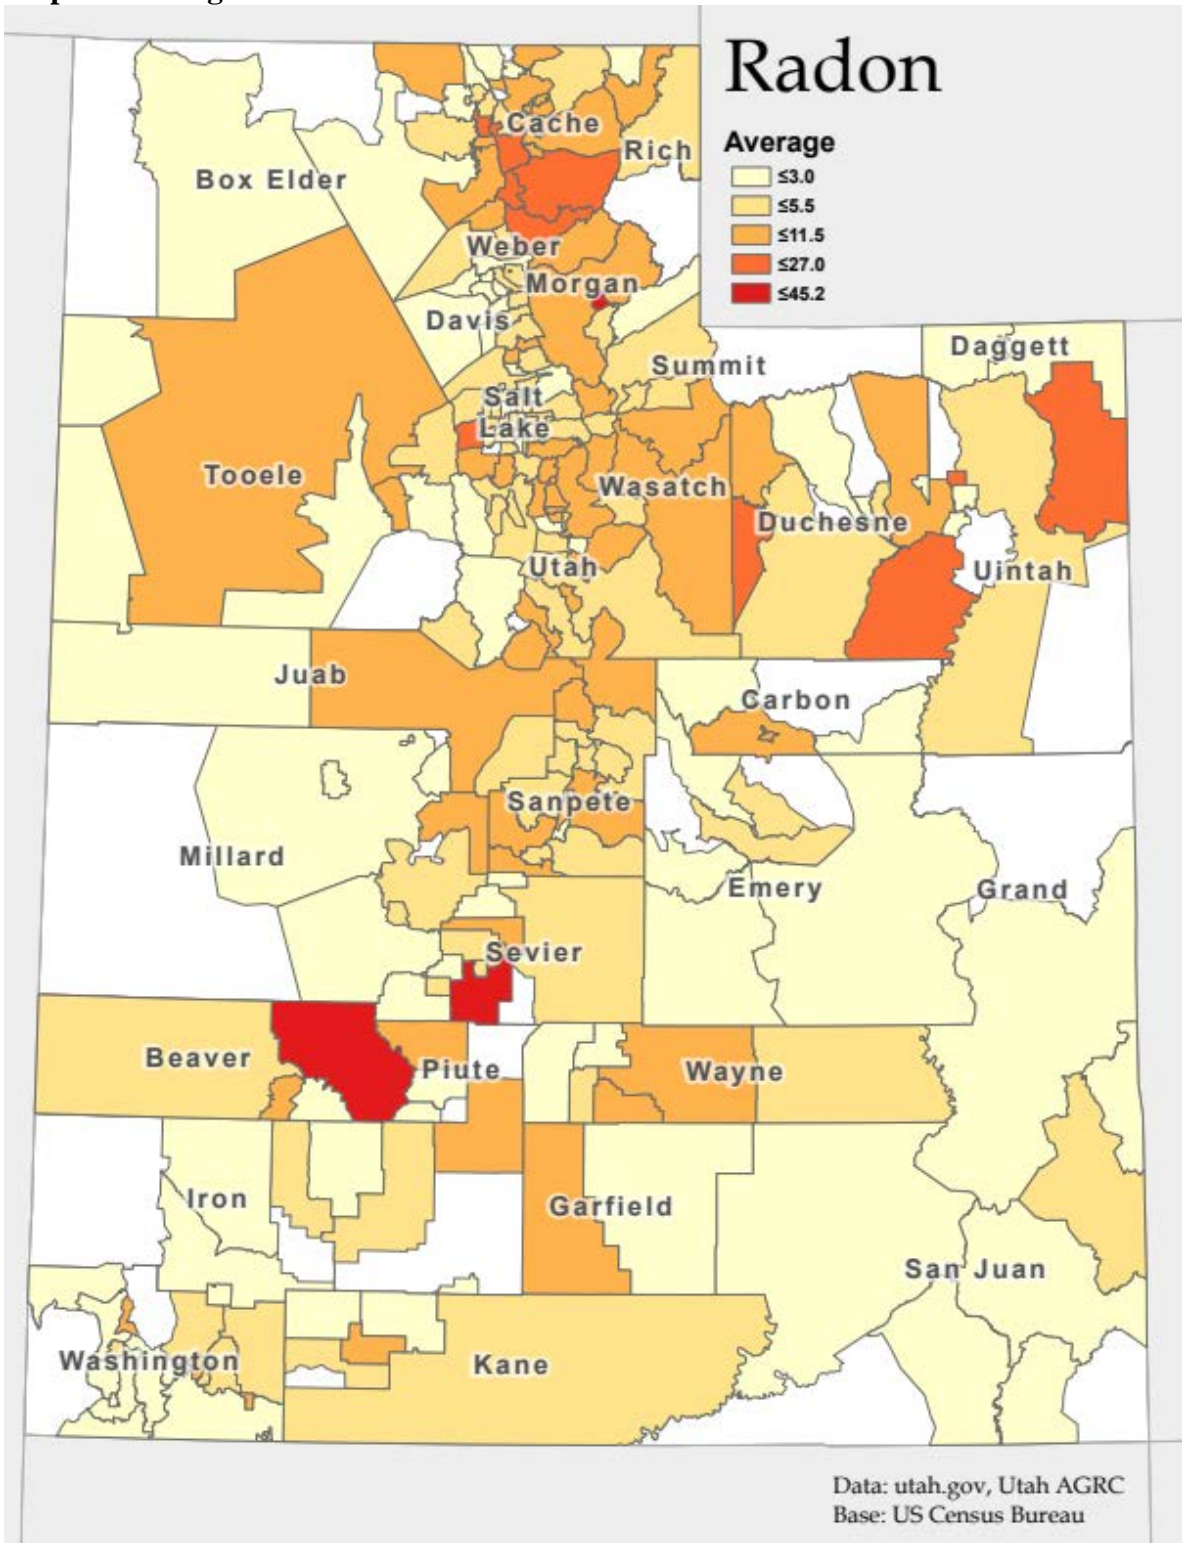 Radon
Average
≤3.0
≤5.5
≤11.5
≤27.0
≤45.2
Cache
Rich
Box Elder
Weber
Morgan
Davis
Daggett
Summit
Salt
Lake
Tooele
Wasatch
Duchesne
Utah
Uintah
Juab
Carbon
Sanpete
Millard
Emery
Grand
Sevier
Beaver
Piute
Wayne
Iron
Garfield
San Juan
Washington
Kane
Data: utah.gov, Utah AGRC
Base: US Census Bureau